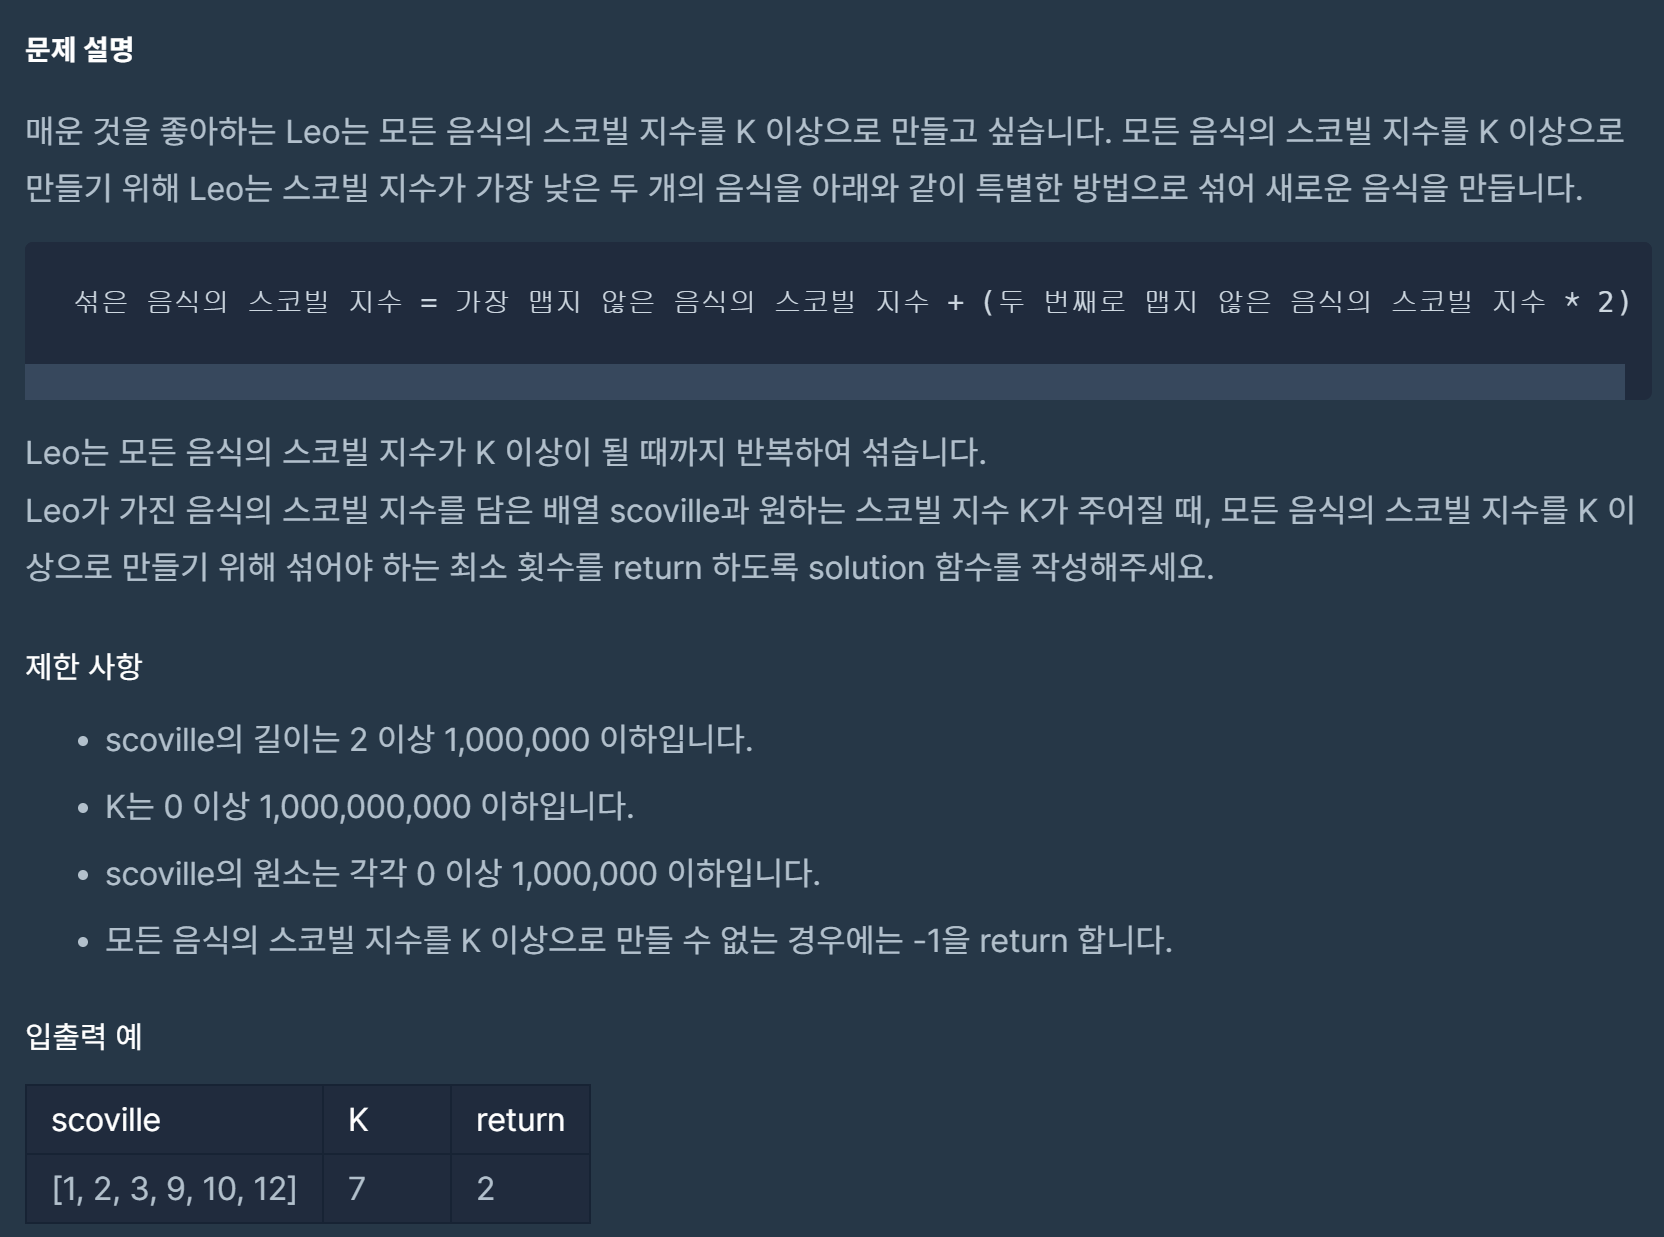 문제 설명
매운 것을 좋아하는 Leo는 모든 음식의 스코빌 지수를 K 이상으로 만들고 싶습니다. 모든 음식의 스코빌 지수를 K 이상으로
만들기 위해 Leo는 스코빌 지수가 가장 낮은 두 개의 음식을 아래와 같이 특별한 방법으로 섞어 새로운 음식을 만듭니다.
섞은 음식의 스코빌 지수 = 가장 맵지 않은 음식의 스코빌 지수 + (두 번째로 맵지 않은 음식의 스코빌 지수 * 2)
Leo는 모든 음식의 스코빌 지수가 K 이상이 될 때까지 반복하여 섞습니다.
Leo가 가진 음식의 스코빌 지수를 담은 배열 scoville과 원하는 스코빌 지수 K가 주어질 때, 모든 음식의 스코빌 지수를 K 이
상으로 만들기 위해 섞어야 하는 최소 횟수를 return 하도록 solution 함수를 작성해주세요.
제한 사항
• scoville의 길이는 2 이상 1,000,000 이하입니다.
• K는 0 이상 1,000,000,000 이하입니다.
• scoville의 원소는 각각 0 이상 1,000,000 이하입니다.
• 모든 음식의 스코빌 지수를 K 이상으로 만들 수 없는 경우에는 -1을 return 합니다.
입출력 예
scoville K return
[1, 2, 3, 9, 10, 12] 7 2